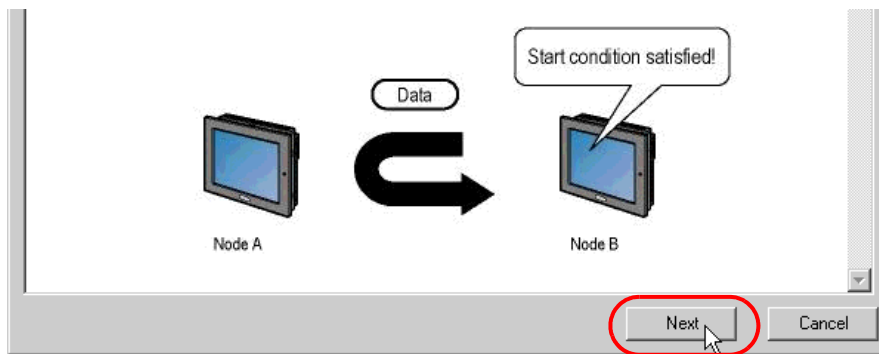 Start condition satisfied!
Data
Node A
Node B
Next
Cancel